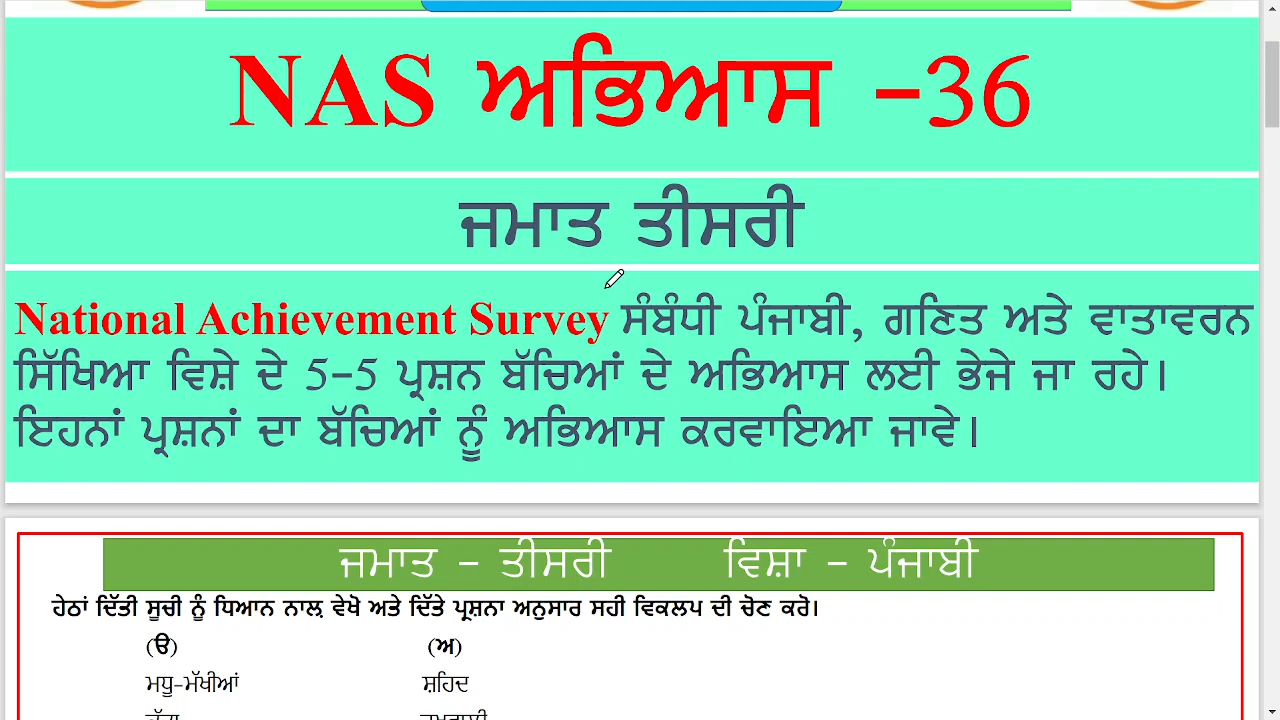 NAS ਅਭਿਆਸ -36
ਜਮਾਤ ਤੀਸਰੀ
National Achievement Survey ਸੰਬੰਧੀ ਪੰਜਾਬੀ, ਗਣਿਤ ਅਤੇ ਵਾਤਾਵਰਨ
ਸਿੱਖਿਆ ਵਿਸ਼ੇ ਦੇ 5-5 ਪ੍ਰਸ਼ਨ ਬੱਚਿਆਂ ਦੇ ਅਭਿਆਸ ਲਈ ਭੇਜੇ ਜਾ ਰਹੇ।
ਇਹਨਾਂ ਪ੍ਰਸ਼ਨਾਂ ਦਾ ਬੱਚਿਆਂ ਨੂੰ ਅਭਿਆਸ ਕਰਵਾਇਆ ਜਾਵੇ।
ਜਮਾਤ - ਤੀਸਰੀ ਵਿਸ਼ਾ - ਪੰਜਾਬੀ
ਹੇਠਾਂ ਦਿੱਤੀ ਸੂਚੀ ਨੂੰ ਧਿਆਨ ਨਾਲ਼ ਵੇਖੋ ਅਤੇ ਦਿੱਤੇ ਪ੍ਰਸ਼ਨਾ ਅਨੁਸਾਰ ਸਹੀ ਵਿਕਲਪ ਦੀ ਚੋਣ ਕਰੋ।
(ੳ) (ਅ)
ਮਧੂ-ਮੱਖੀਆਂ ਸ਼ਹਿਦ